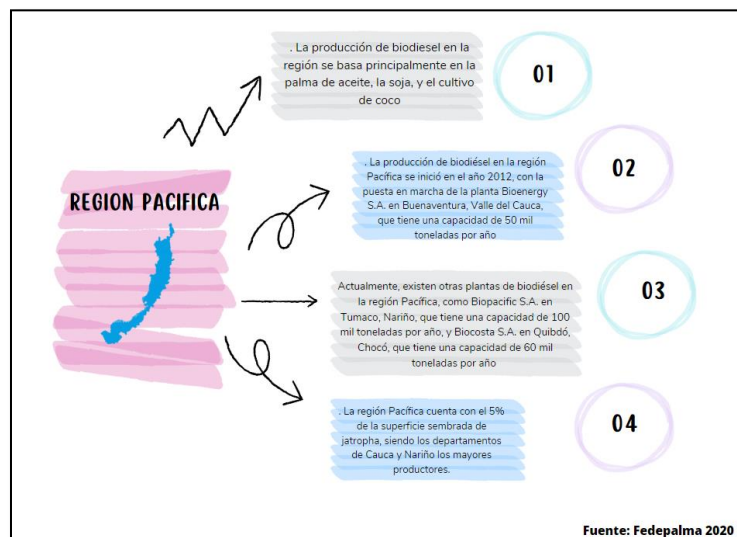 . La producción de biodiesel en la
región se basa principalmente en la
palma de aceite, la soja, y el cultivo
de coco
01
. La producción de biodiésel en la región
Pacífica se inició en el año 2012, con la
puesta en marcha de la planta Bioenergy
S.A. en Buenaventura, Valle del Cauca,
que tiene una capacidad de 50 mil
toneladas por año
02
REGION PACIFICA
Actualmente, existen otras plantas de biodiésel en
la región Pacífica, como Biopacific S.A. en
Tumaco, Nariño, que tiene una capacidad de 100
mil toneladas por año, y Biocosta S.A. en Quibdó,
Chocó, que tiene una capacidad de 60 mil
toneladas por año
03
. La región Pacífica cuenta con el 5%
de la superficie sembrada de
jatropha, siendo los departamentos
de Cauca y Nariño los mayores
productores.
04
Fuente: Fedepalma 2020